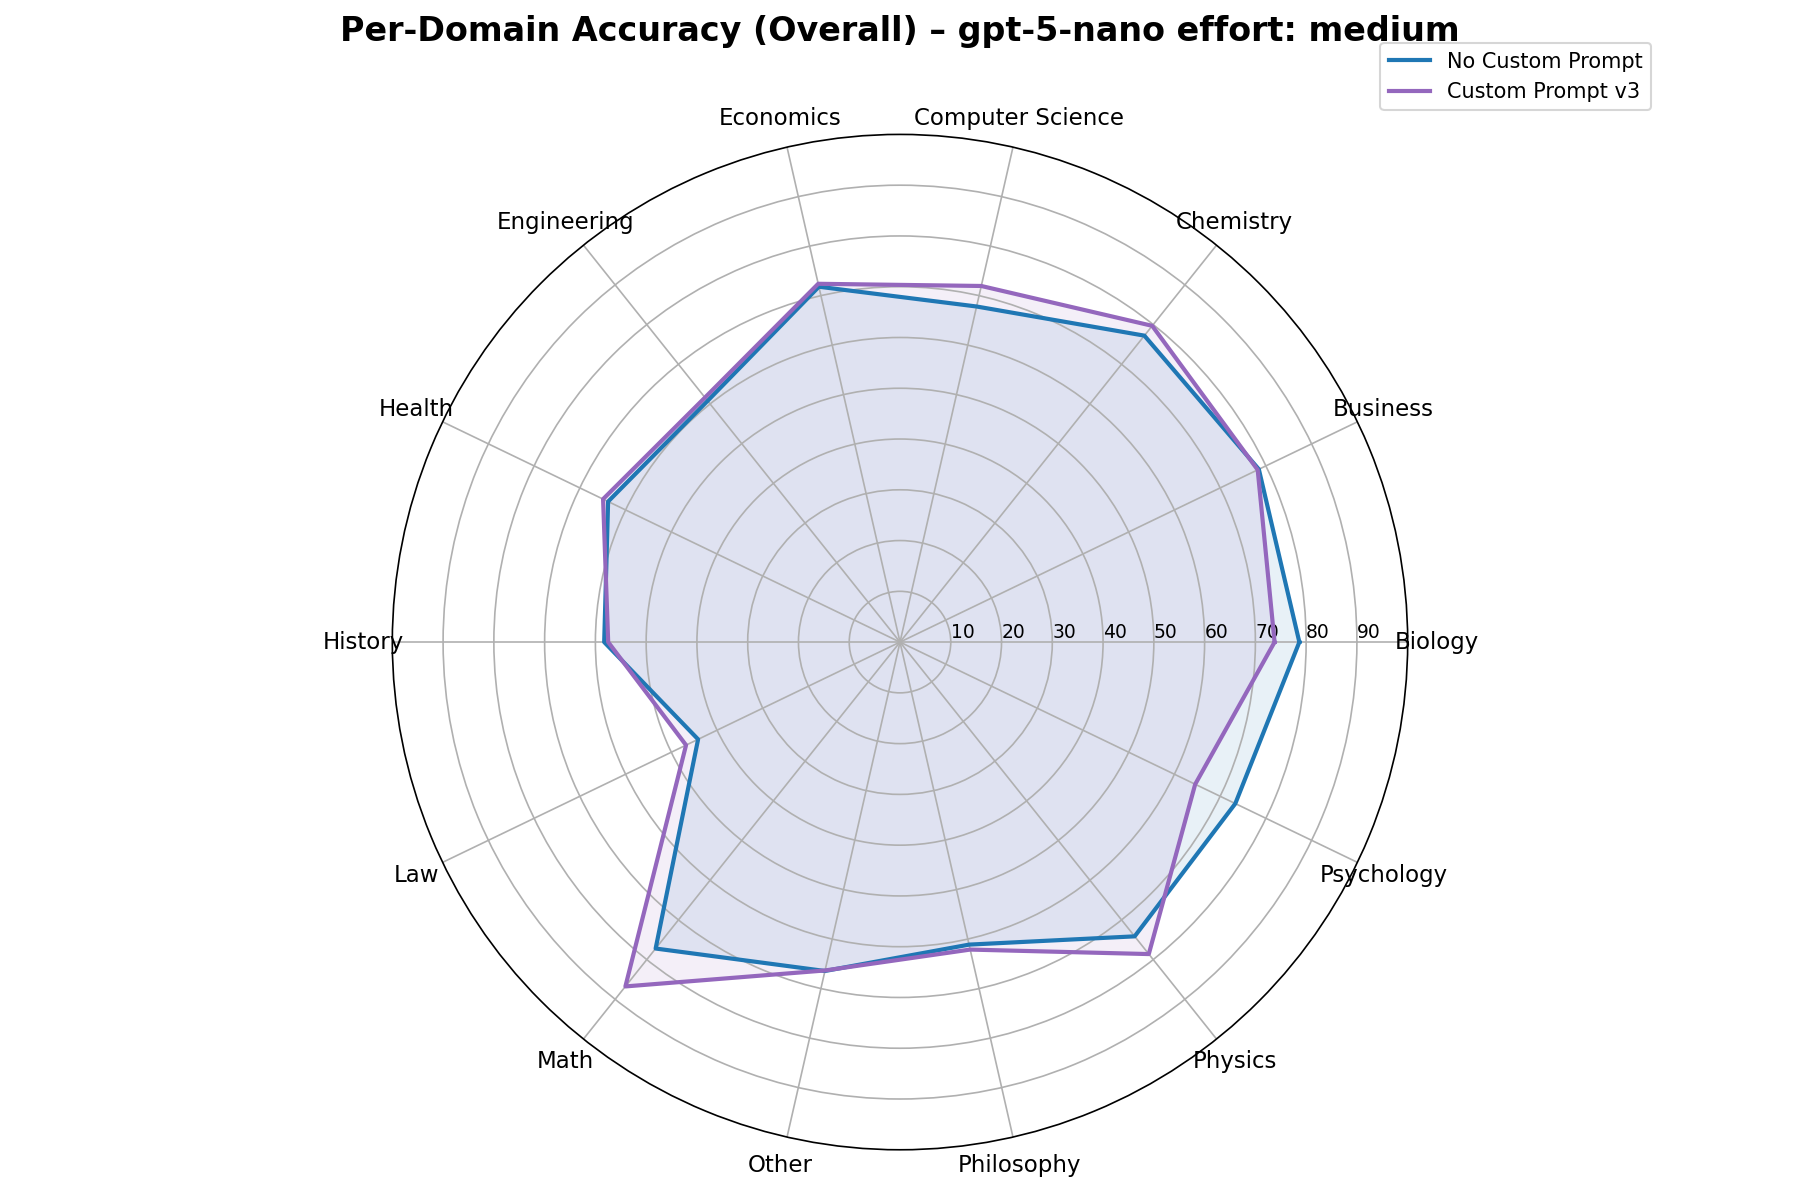 Per-Domain Accuracy (Overall) – gpt-5-nano effort: medium
No Custom Prompt
Custom Prompt v3
Economics
Computer Science
Engineering
Chemistry
Health
Business
History
10 20 30 40 50 60 70 80 90
Biology
Law
Psychology
Math
Physics
Other
Philosophy